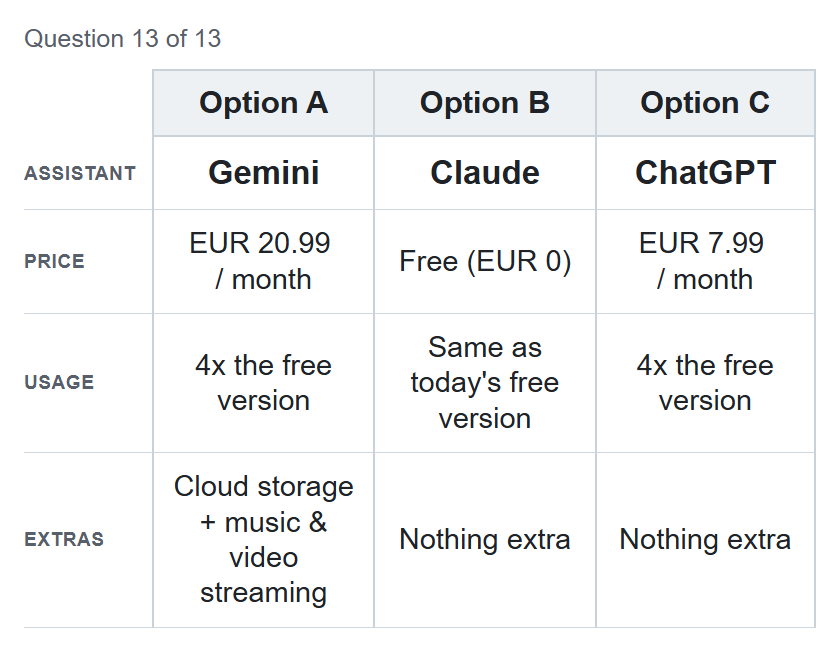 Question 13 of 13
Option A Option B Option C
ASSISTANT Gemini Claude ChatGPT
PRICE EUR 20.99 / month Free (EUR 0) EUR 7.99 / month
USAGE 4x the free version Same as today's free version 4x the free version
EXTRAS Cloud storage + music & video streaming Nothing extra Nothing extra